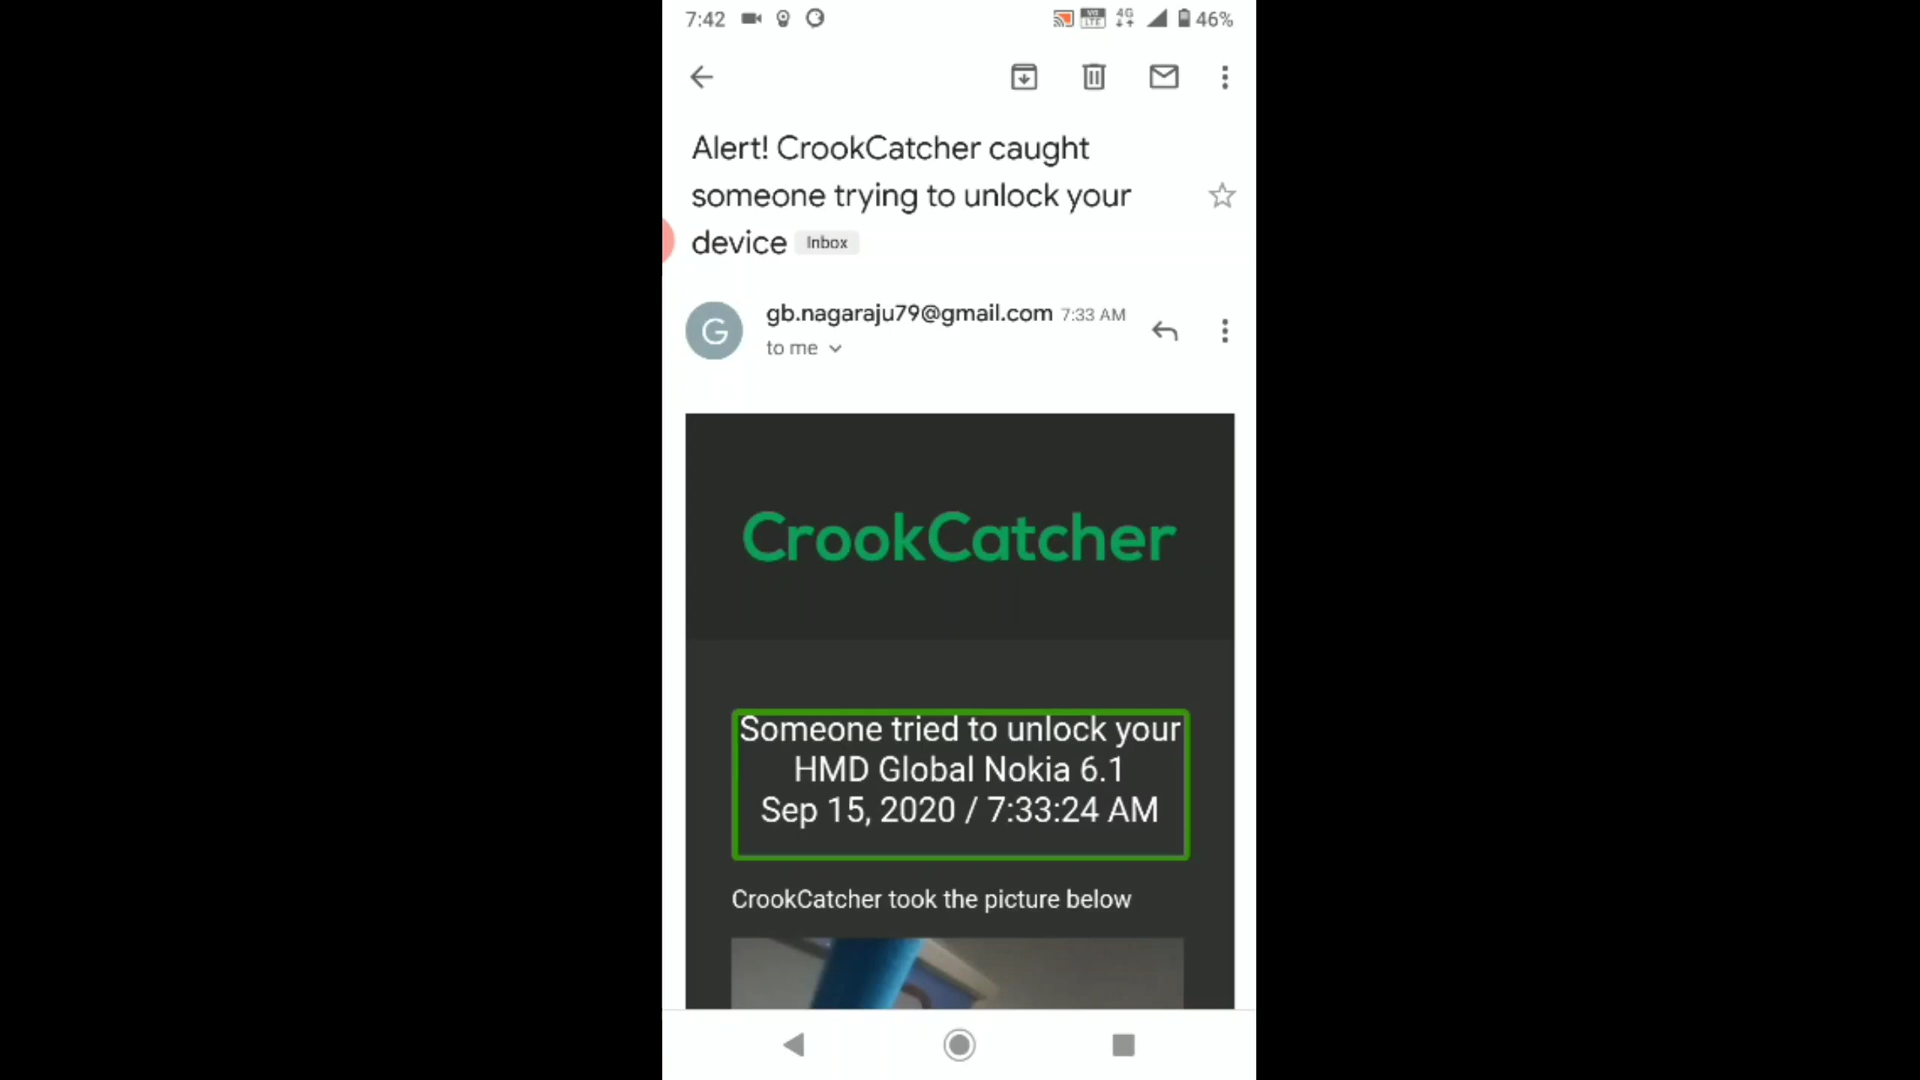 7:42 VoLTE 4G 46%
Alert! CrookCatcher caught
someone trying to unlock your
device Inbox
G gb.nagaraju79@gmail.com 7:33 AM
to me
CrookCatcher
Someone tried to unlock your
HMD Global Nokia 6.1
Sep 15, 2020 / 7:33:24 AM
CrookCatcher took the picture below